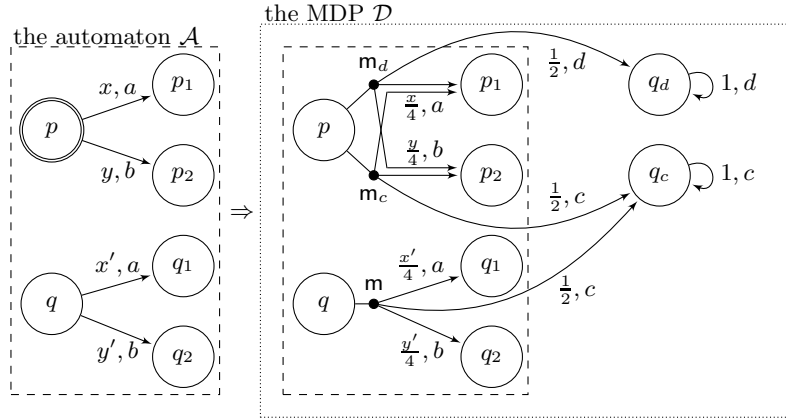 the automaton 𝒜
the MDP 𝒟
p
x, a
p₁
y, b
p₂
q
x′, a
q₁
y′, b
q₂
⇒
p
m_d
m_c
x/4, a
p₁
y/4, b
p₂
1/2, d
q_d
1, d
1/2, c
q_c
1, c
q
m
x′/4, a
q₁
y′/4, b
q₂
1/2, c